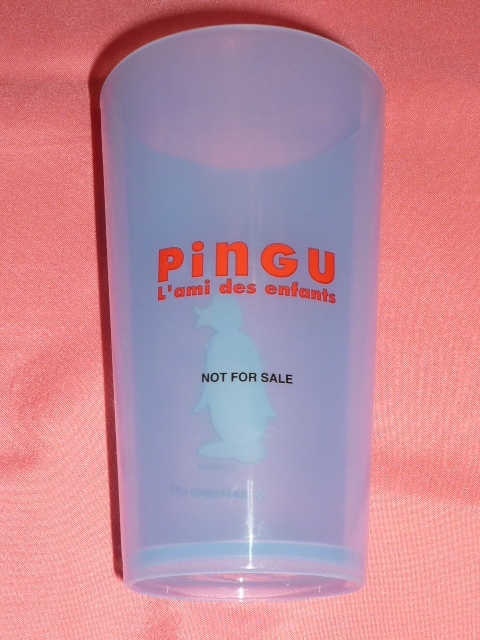 PiNGU
L'ami des enfants
NOT FOR SALE